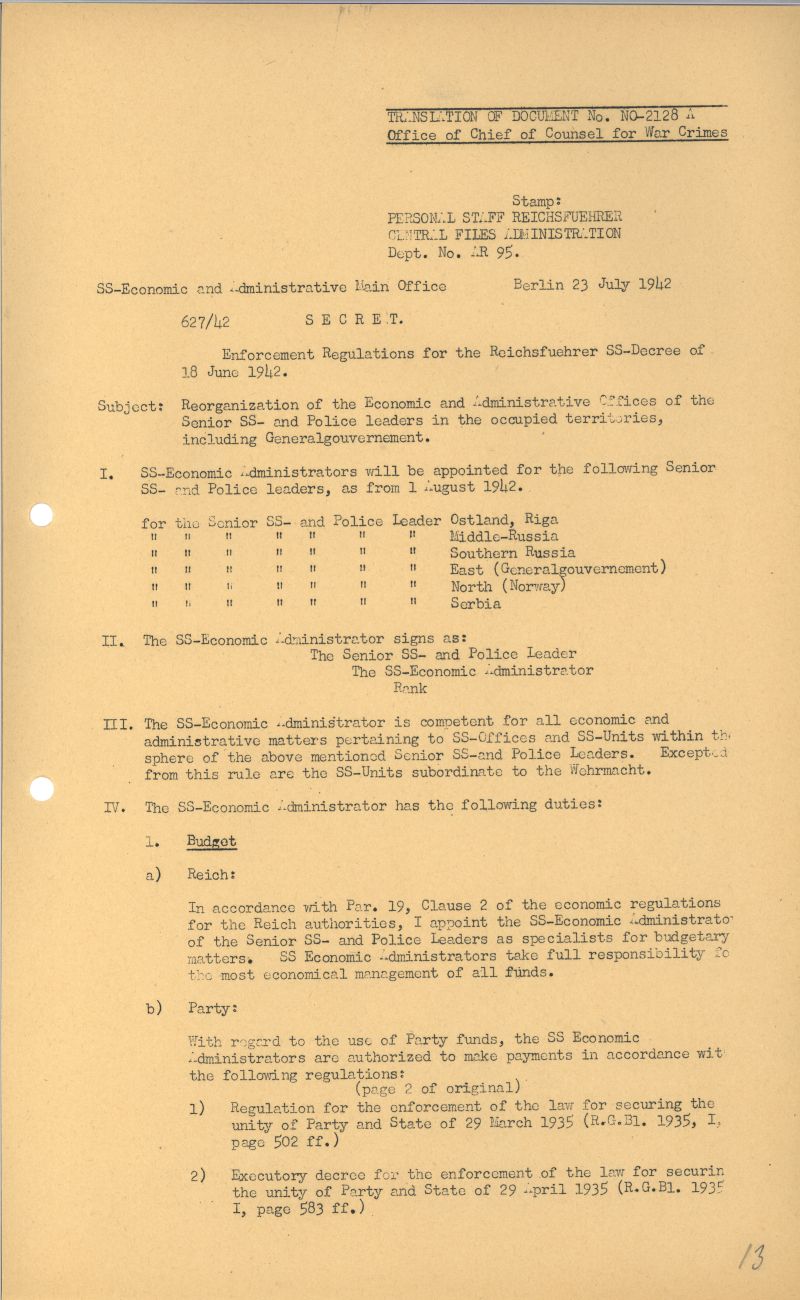 TRANSLATION OF DOCUMENT No. NO-2128 A
Office of Chief of Counsel for War Crimes
Stamp:
PERSONAL STAFF REICHSFUEHRER
CENTRAL FILES ADMINISTRATION
Dept. No. AR 95.
SS-Economic and Administrative Main Office Berlin 23 July 1942
627/42 S E C R E T.
Enforcement Regulations for the Reichsfuehrer SS-Decree of
18 June 1942.
Subject: Reorganization of the Economic and Administrative Offices of the
Senior SS- and Police leaders in the occupied territories,
including Generalgouvernement.
I. SS-Economic Administrators will be appointed for the following Senior
SS- and Police leaders, as from 1 August 1942.
for the Senior SS- and Police Leader Ostland, Riga
" " " " " " " Middle-Russia
" " " " " " " Southern Russia
" " " " " " " East (Generalgouvernement)
" " " " " " " North (Norway)
" " " " " " " Serbia
II. The SS-Economic Administrator signs as:
The Senior SS- and Police Leader
The SS-Economic Administrator
Rank
III. The SS-Economic Administrator is competent for all economic and
administrative matters pertaining to SS-Offices and SS-Units within th
sphere of the above mentioned Senior SS-and Police Leaders. Excepted
from this rule are the SS-Units subordinate to the Wehrmacht.
IV. The SS-Economic Administrator has the following duties:
1. Budget
a) Reich:
In accordance with Par. 19, Clause 2 of the economic regulations
for the Reich authorities, I appoint the SS-Economic Administrato
of the Senior SS- and Police Leaders as specialists for budgetary
matters. SS Economic Administrators take full responsibility fo
the most economical management of all funds.
b) Party:
With regard to the use of Party funds, the SS Economic
Administrators are authorized to make payments in accordance wit
the following regulations:
(page 2 of original)
1) Regulation for the enforcement of the law for securing the
unity of Party and State of 29 March 1935 (R.G.Bl. 1935, I,
page 502 ff.)
2) Executory decree for the enforcement of the law for securin
the unity of Party and State of 29 April 1935 (R.G.Bl. 1935
I, page 583 ff.)
13